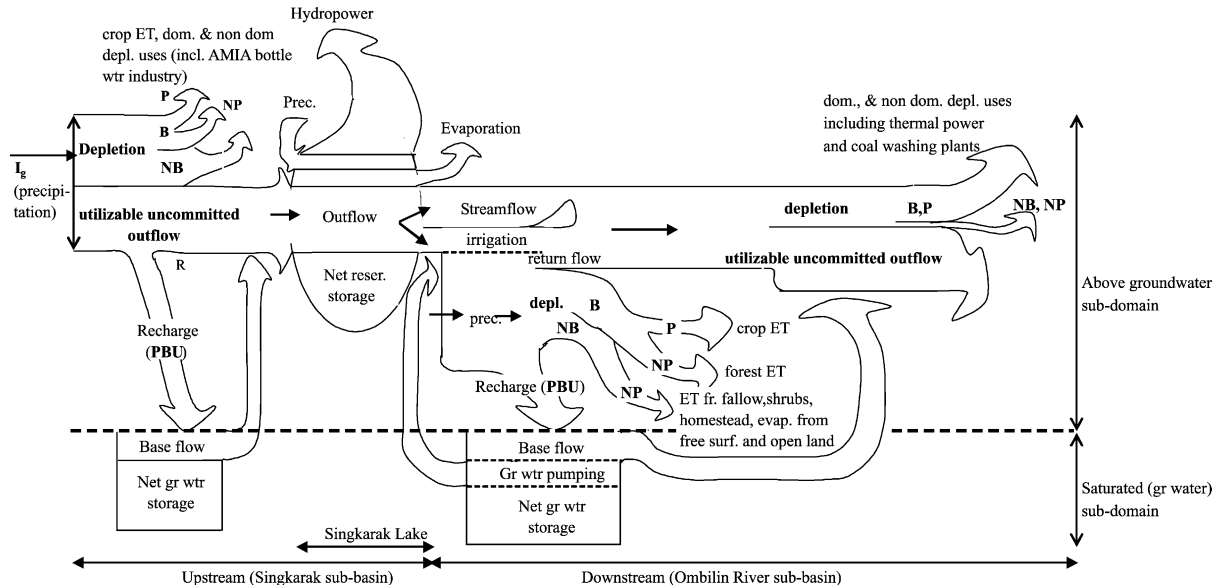 Hydropower
crop ET, dom. & non dom
depl. uses (incl. AMIA bottle
wtr industry)
P
NP
Prec.
B
Evaporation
dom., & non dom. depl. uses
including thermal power
and coal washing plants
Depletion
NB
I_g
(precipi-
tation)
utilizable uncommitted
outflow
Outflow
Streamflow
irrigation
depletion
B,P
NB, NP
R
return flow
utilizable uncommitted outflow
Net reser.
storage
Above groundwater
sub-domain
Recharge
(PBU)
prec.
depl.
B
NB
P
crop ET
NP
forest ET
Recharge (PBU)
NP
ET fr. fallow,shrubs,
homestead, evap. from
free surf. and open land
Base flow
Net gr wtr
storage
Base flow
Gr wtr pumping
Net gr wtr
storage
Saturated (gr water)
sub-domain
Singkarak Lake
Upstream (Singkarak sub-basin)
Downstream (Ombilin River sub-basin)